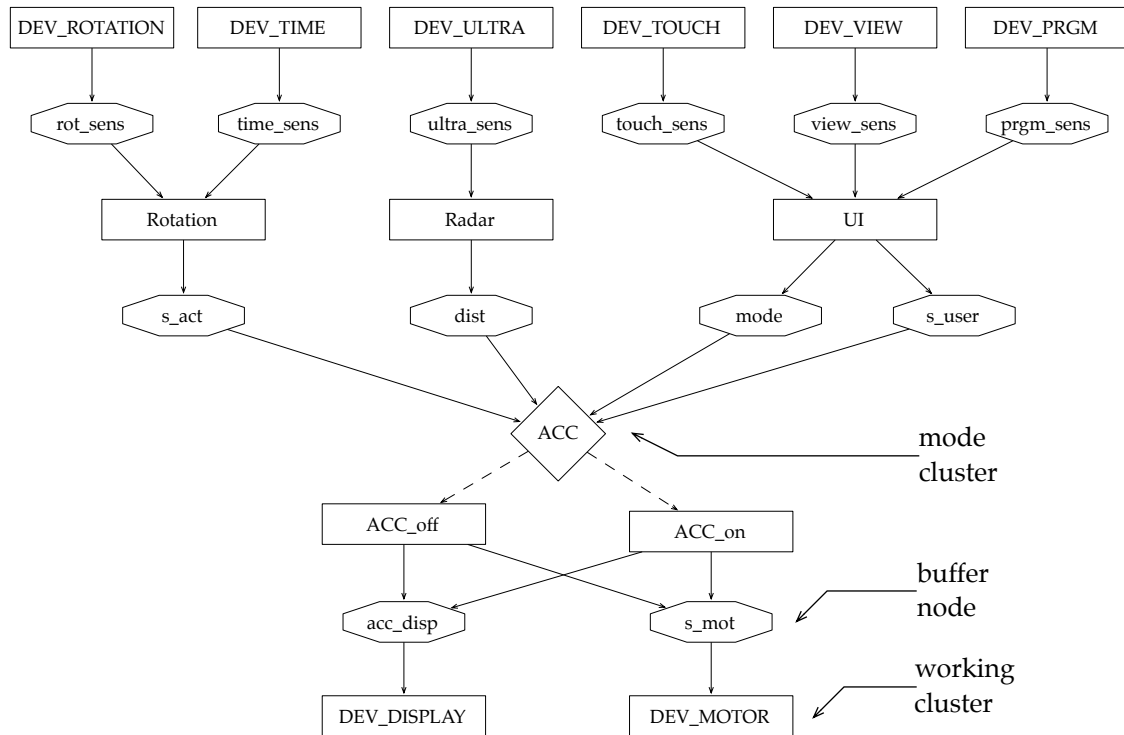 DEV_ROTATION
DEV_TIME
DEV_ULTRA
DEV_TOUCH
DEV_VIEW
DEV_PRGM
rot_sens
time_sens
ultra_sens
touch_sens
view_sens
prgm_sens
Rotation
Radar
UI
s_act
dist
mode
s_user
ACC
mode
cluster
ACC_off
ACC_on
buffer
node
acc_disp
s_mot
working
cluster
DEV_DISPLAY
DEV_MOTOR